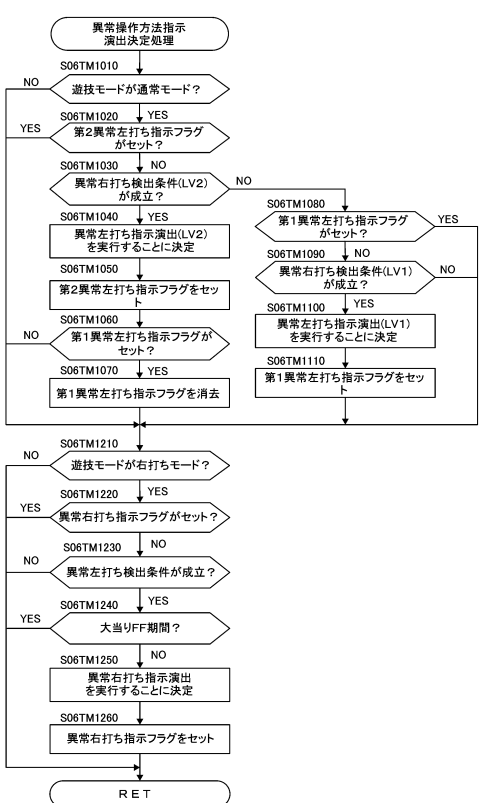 異常操作方法指示
演出決定処理
S06TM1010
NO
遊技モードが通常モード？
S06TM1020
YES
YES
第２異常左打ち指示フラグ
がセット？
S06TM1030
NO
NO
異常右打ち検出条件(LV2)
が成立？
S06TM1040
YES
異常左打ち指示演出(LV2)
を実行することに決定
S06TM1050
第２異常左打ち指示フラグをセッ
ト
S06TM1060
NO
第１異常左打ち指示フラグが
セット？
S06TM1070
YES
第１異常左打ち指示フラグを消去
S06TM1080
YES
第１異常左打ち指示フラグ
がセット？
S06TM1090
NO
NO
異常右打ち検出条件(LV1)
が成立？
S06TM1100
YES
異常左打ち指示演出(LV1)
を実行することに決定
S06TM1110
第１異常左打ち指示フラグをセッ
ト
S06TM1210
NO
遊技モードが右打ちモード？
S06TM1220
YES
YES
異常右打ち指示フラグがセット？
S06TM1230
NO
NO
異常左打ち検出条件が成立？
S06TM1240
YES
YES
大当りFF期間？
S06TM1250
NO
異常右打ち指示演出
を実行することに決定
S06TM1260
異常右打ち指示フラグをセット
ＲＥＴ